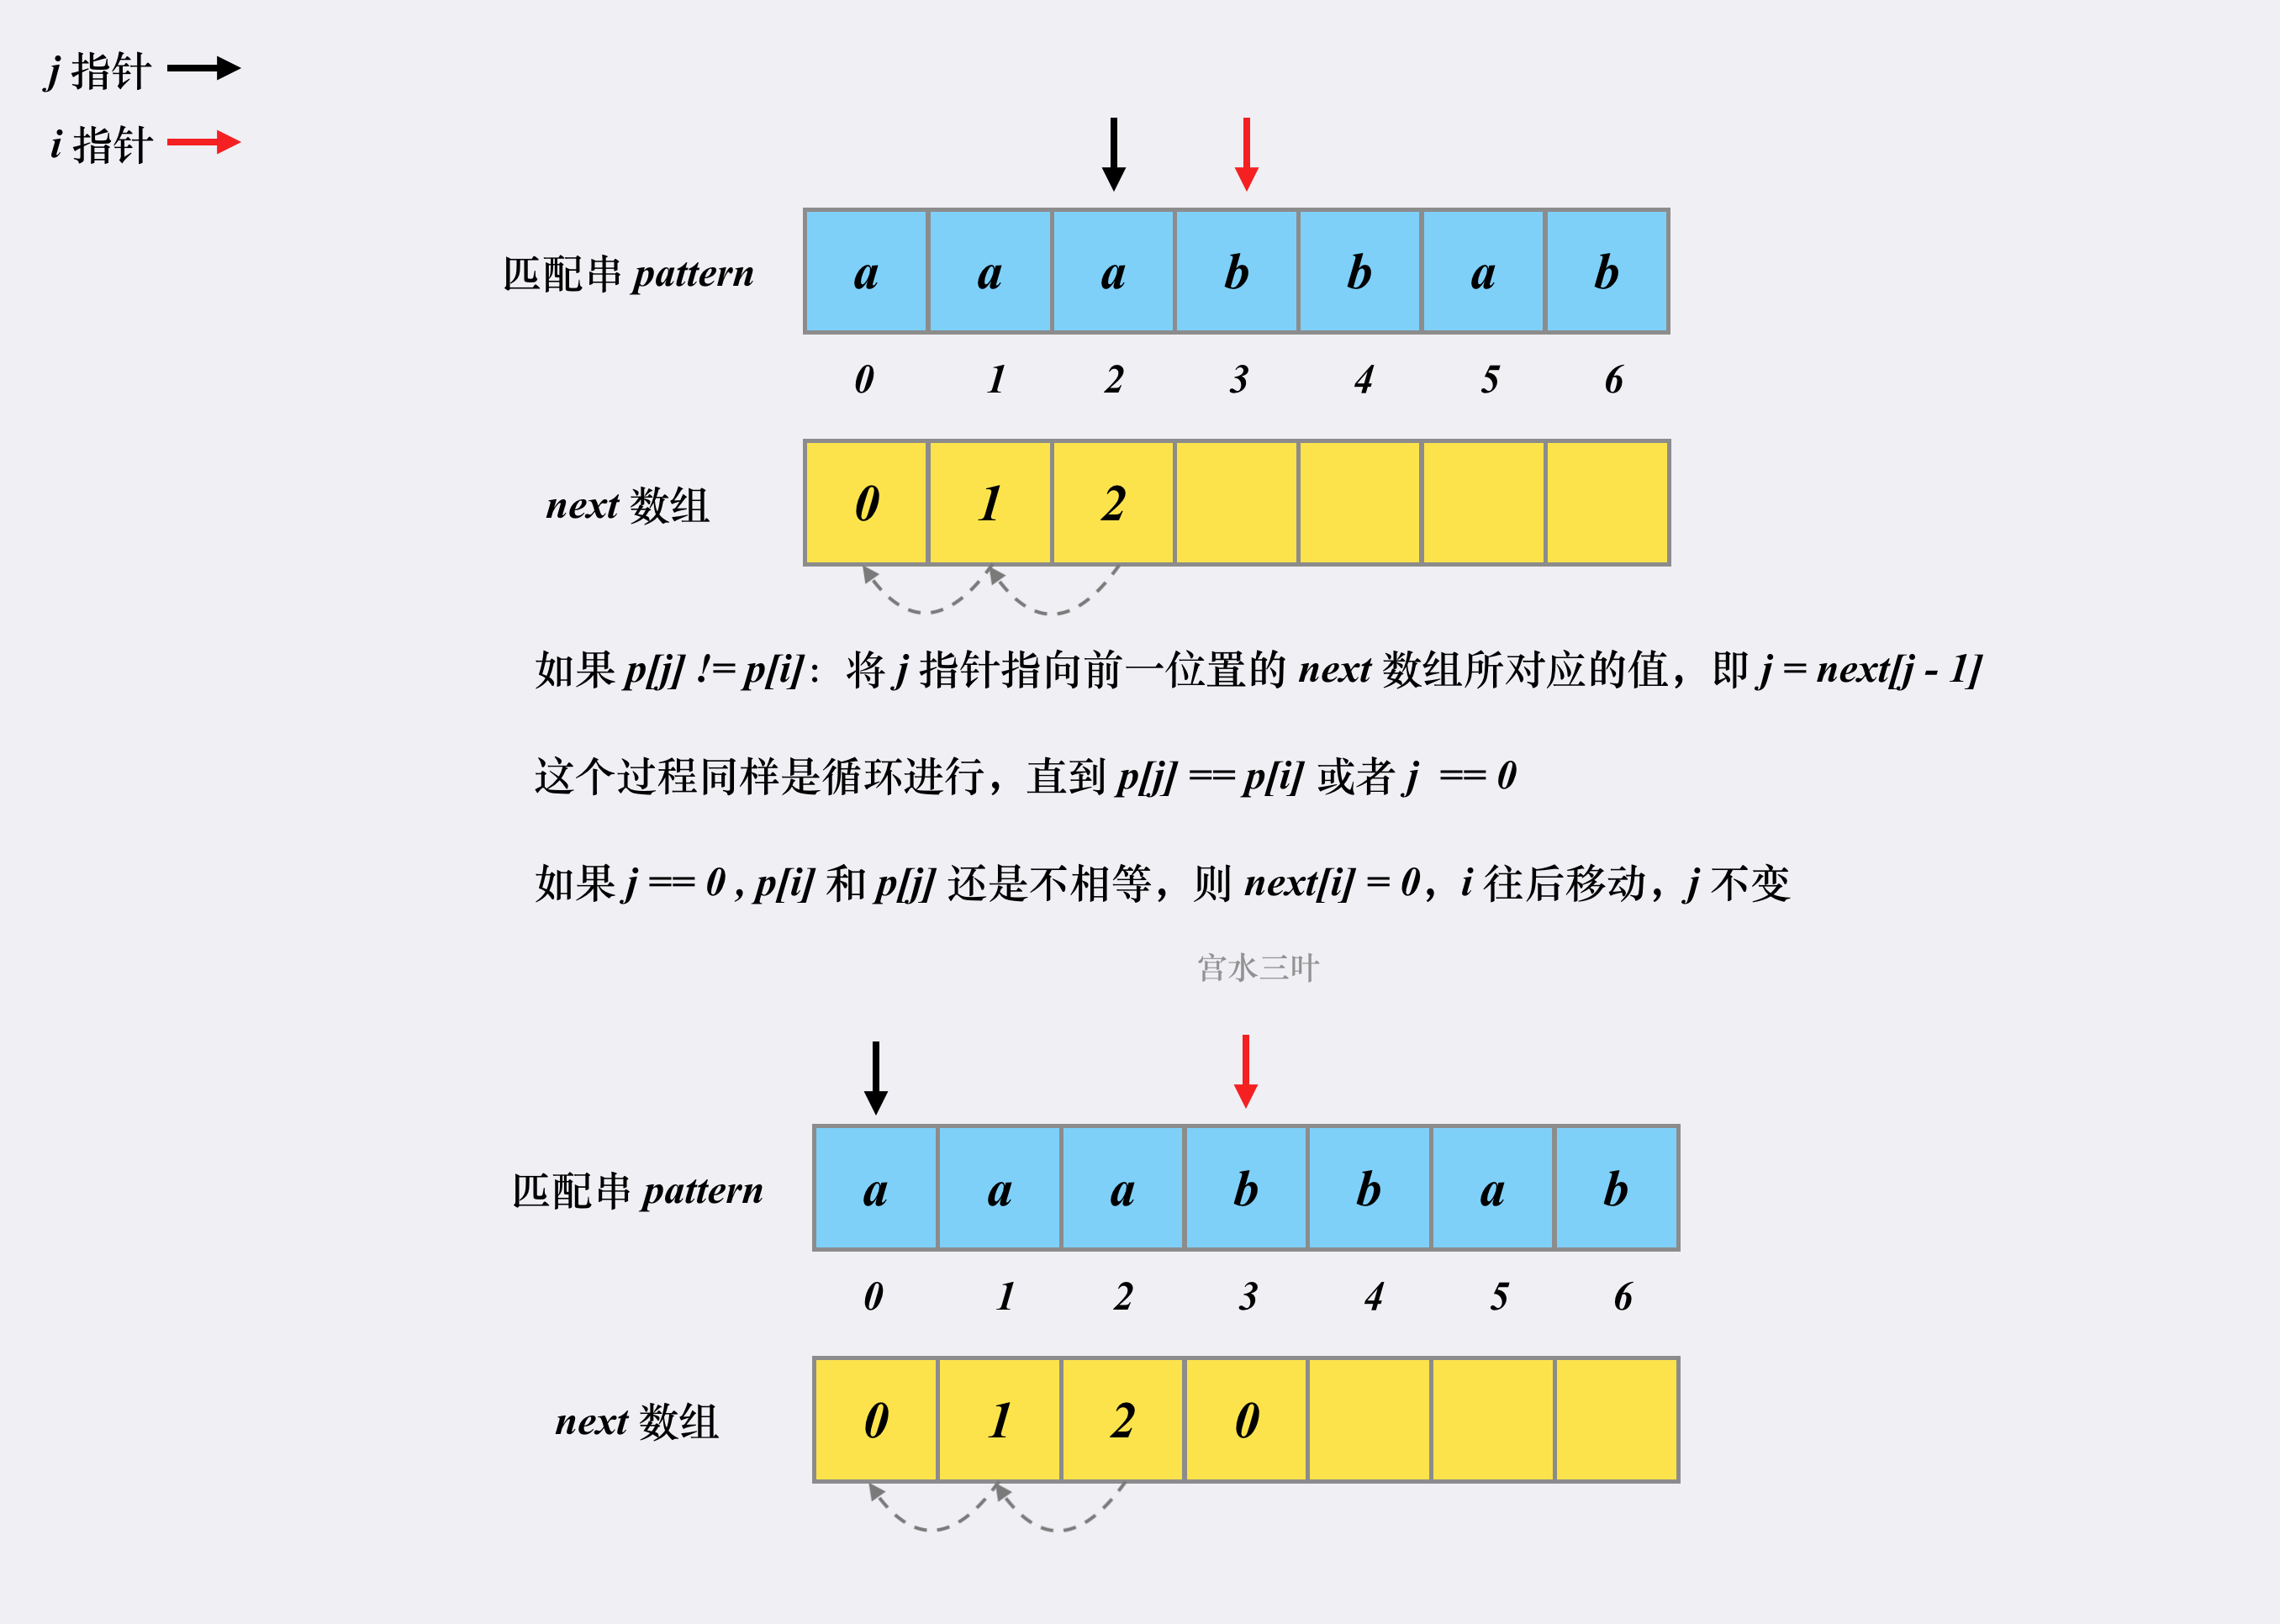 j 指针
i 指针
匹配串 pattern a a a b b a b
0 1 2 3 4 5 6
next 数组 0 1 2
如果 p[j] != p[i]：将 j 指针指向前一位置的 next 数组所对应的值，即 j = next[j - 1]
这个过程同样是循环进行，直到 p[j] == p[i] 或者 j == 0
如果 j == 0 , p[i] 和 p[j] 还是不相等，则 next[i] = 0，i 往后移动，j 不变
宫水三叶
匹配串 pattern a a a b b a b
0 1 2 3 4 5 6
next 数组 0 1 2 0